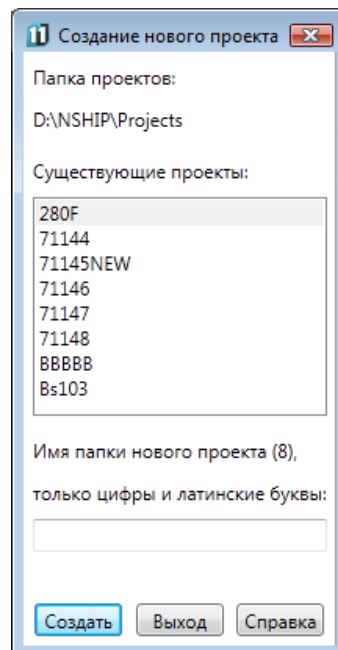 Создание нового проекта
Папка проектов:
D:\NSHIP\Projects
Существующие проекты:
280F
71144
71145NEW
71146
71147
71148
BBBBB
Bs103
Имя папки нового проекта (8),
только цифры и латинские буквы:
Создать Выход Справка